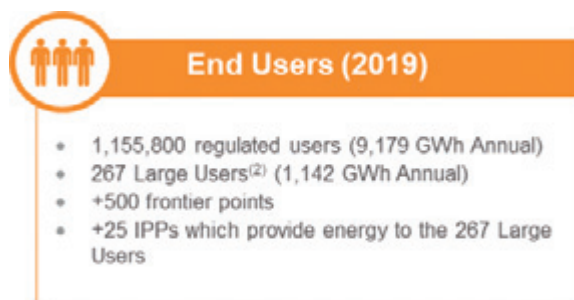 End Users (2019)
• 1,155,800 regulated users (9,179 GWh Annual)
• 267 Large Users⁽²⁾ (1,142 GWh Annual)
• +500 frontier points
• +25 IPPs which provide energy to the 267 Large
Users